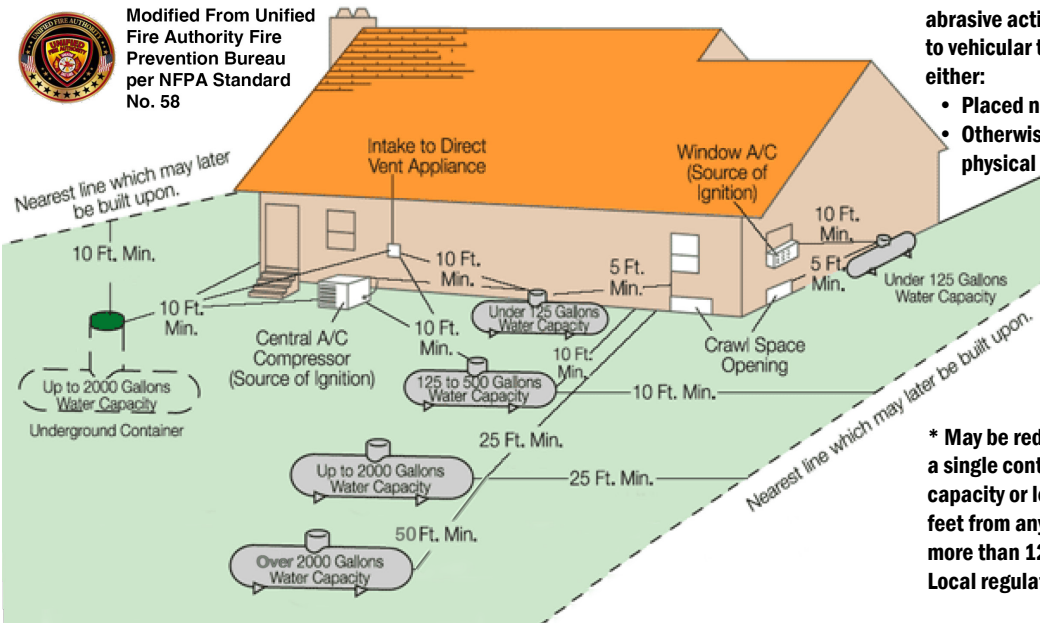 UNIFIED FIRE AUTHORITY
UNIFIED
FIRE AUTHORITY
Modified From Unified
Fire Authority Fire
Prevention Bureau
per NFPA Standard
No. 58
abrasive acti
to vehicular t
either:
• Placed n
• Otherwis
physical
Intake to Direct
Vent Appliance
Window A/C
(Source of
Ignition)
Nearest line which may later
be built upon.
10 Ft. Min.
10 Ft.
Min.
10 Ft.
Min.
5 Ft.
Min.
10 Ft.
Min.
5 Ft.
Min.
Under 125 Gallons
Water Capacity
Under 125 Gallons
Water Capacity
Central A/C
Compressor
(Source of Ignition)
10 Ft.
Min.
10 Ft.
Min.
Crawl Space
Opening
Up to 2000 Gallons
Water Capacity
Underground Container
125 to 500 Gallons
Water Capacity
10 Ft. Min.
Nearest line which may later be built upon.
25 Ft. Min.
Up to 2000 Gallons
Water Capacity
25 Ft. Min.
50 Ft. Min.
Over 2000 Gallons
Water Capacity
* May be red
a single cont
capacity or l
feet from any
more than 12
Local regulat